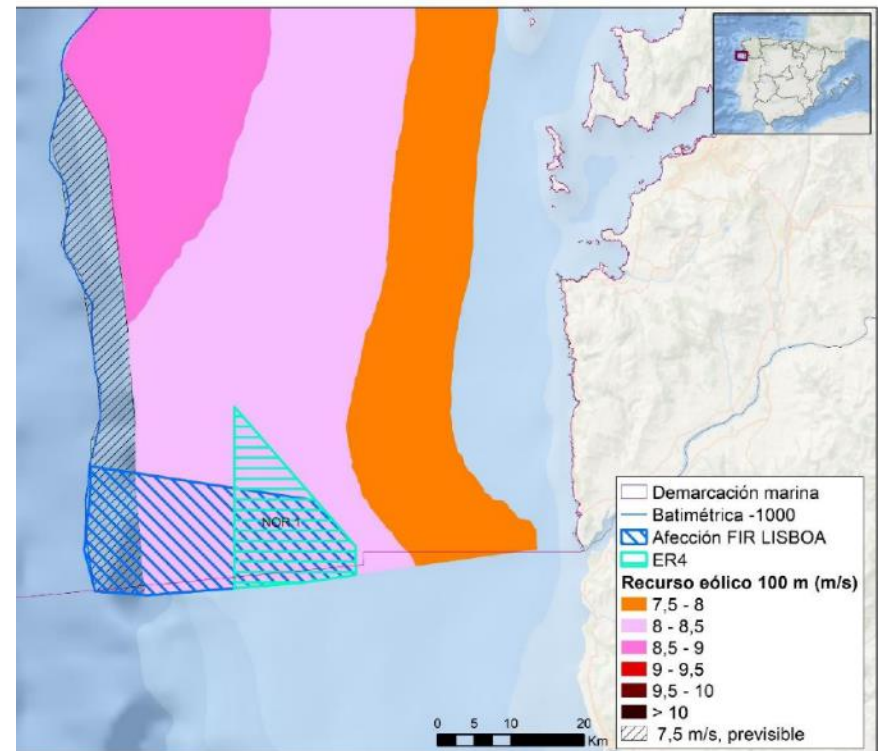 NOR 1
Demarcación marina
Batimétrica -1000
Afección FIR LISBOA
ER4
Recurso eólico 100 m (m/s)
7,5 - 8
8 - 8,5
8,5 - 9
9 - 9,5
9,5 - 10
> 10
7,5 m/s, previsible
0 5 10 20
Km